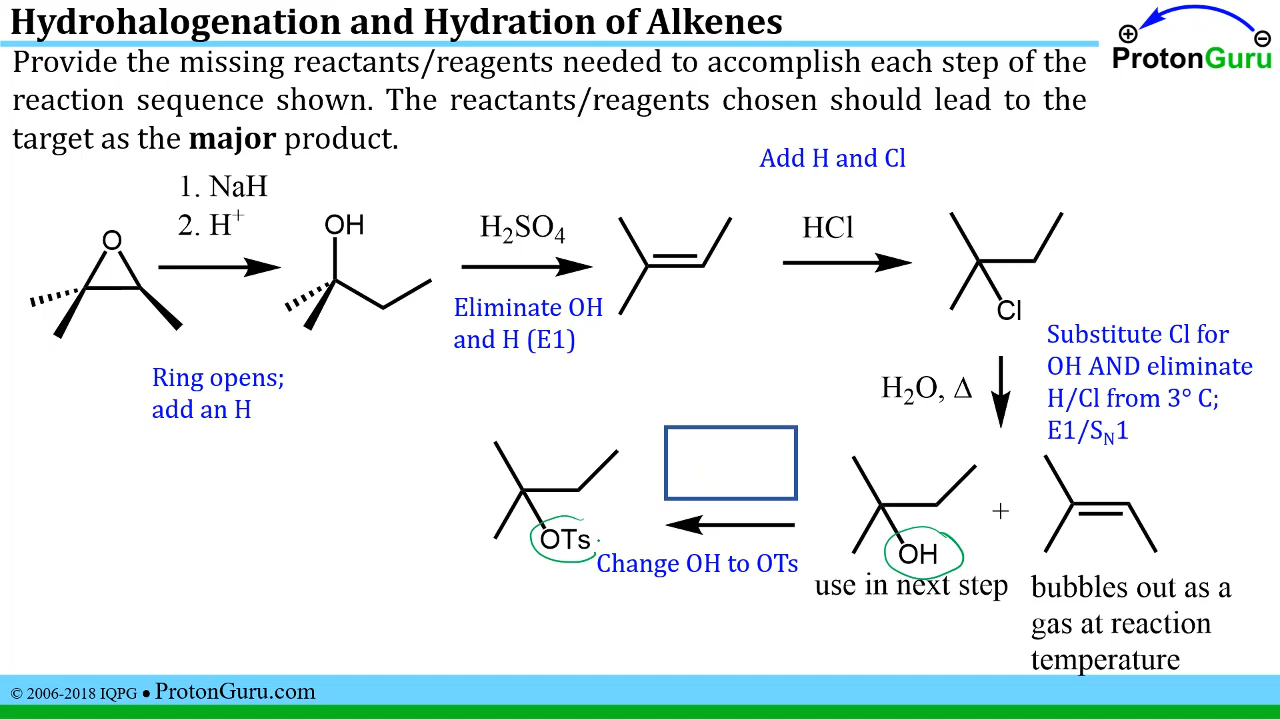 Hydrohalogenation and Hydration of Alkenes
ProtonGuru
Provide the missing reactants/reagents needed to accomplish each step of the
reaction sequence shown. The reactants/reagents chosen should lead to the
target as the major product.
Add H and Cl
1. NaH
2. H+
O
OH
H2SO4
HCl
Cl
Eliminate OH
and H (E1)
Ring opens;
add an H
Substitute Cl for
OH AND eliminate
H/Cl from 3° C;
E1/SN1
H2O, Δ
OTs
Change OH to OTs
OH
+
use in next step
bubbles out as a
gas at reaction
temperature
© 2006-2018 IQPG ● ProtonGuru.com